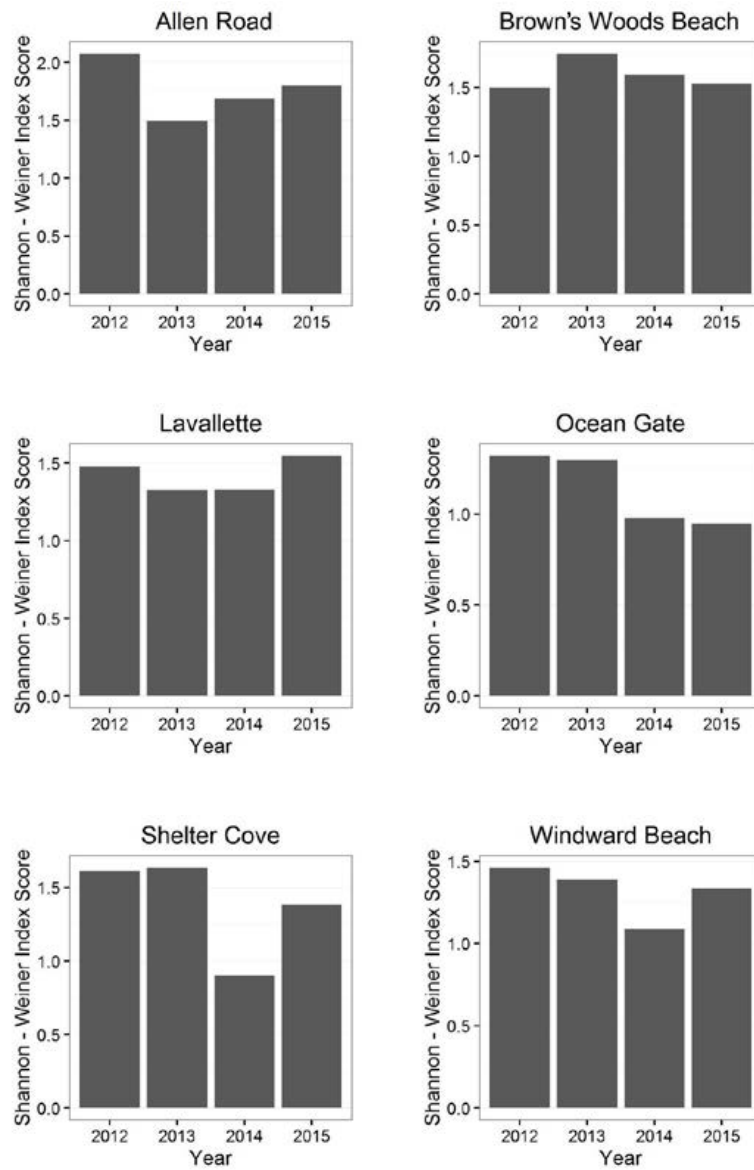 Allen Road
Shannon - Weiner Index Score
2.0
1.5
1.0
0.5
0.0
2012 2013 2014 2015
Year
Brown's Woods Beach
Shannon - Weiner Index Score
1.5
1.0
0.5
0.0
2012 2013 2014 2015
Year
Lavallette
Shannon - Weiner Index Score
1.5
1.0
0.5
0.0
2012 2013 2014 2015
Year
Ocean Gate
Shannon - Weiner Index Score
1.0
0.5
0.0
2012 2013 2014 2015
Year
Shelter Cove
Shannon - Weiner Index Score
1.5
1.0
0.5
0.0
2012 2013 2014 2015
Year
Windward Beach
Shannon - Weiner Index Score
1.5
1.0
0.5
0.0
2012 2013 2014 2015
Year